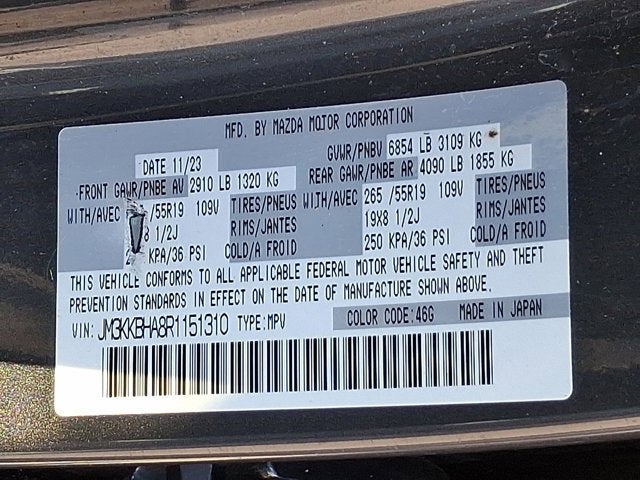 MFD. BY MAZDA MOTOR CORPORATION
DATE 11/23 GVWR/PNBV 6854 LB 3109 KG
FRONT GAWR/PNBE AV 2910 LB 1320 KG REAR GAWR/PNBE AR 4090 LB 1855 KG
WITH/AVEC /55R19 109V TIRES/PNEUS WITH/AVEC 265 /55R19 109V TIRES/PNEUS
8 1/2J RIMS/JANTES 19X8 1/2J RIMS/JANTES
KPA/36 PSI COLD/A FROID 250 KPA/36 PSI COLD/A FROID
THIS VEHICLE CONFORMS TO ALL APPLICABLE FEDERAL MOTOR VEHICLE SAFETY AND THEFT
PREVENTION STANDARDS IN EFFECT ON THE DATE OF MANUFACTURE SHOWN ABOVE.
VIN: JM3KKBHA8R1151310 TYPE:MPV COLOR CODE:46G MADE IN JAPAN